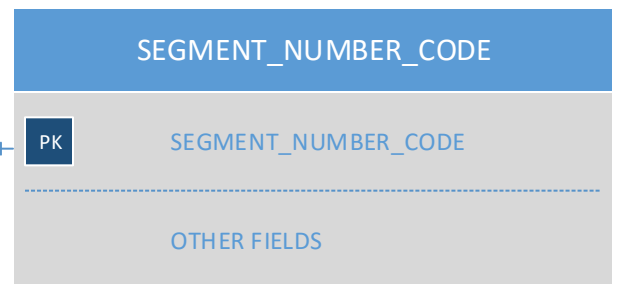 SEGMENT_NUMBER_CODE
PK SEGMENT_NUMBER_CODE
OTHER FIELDS